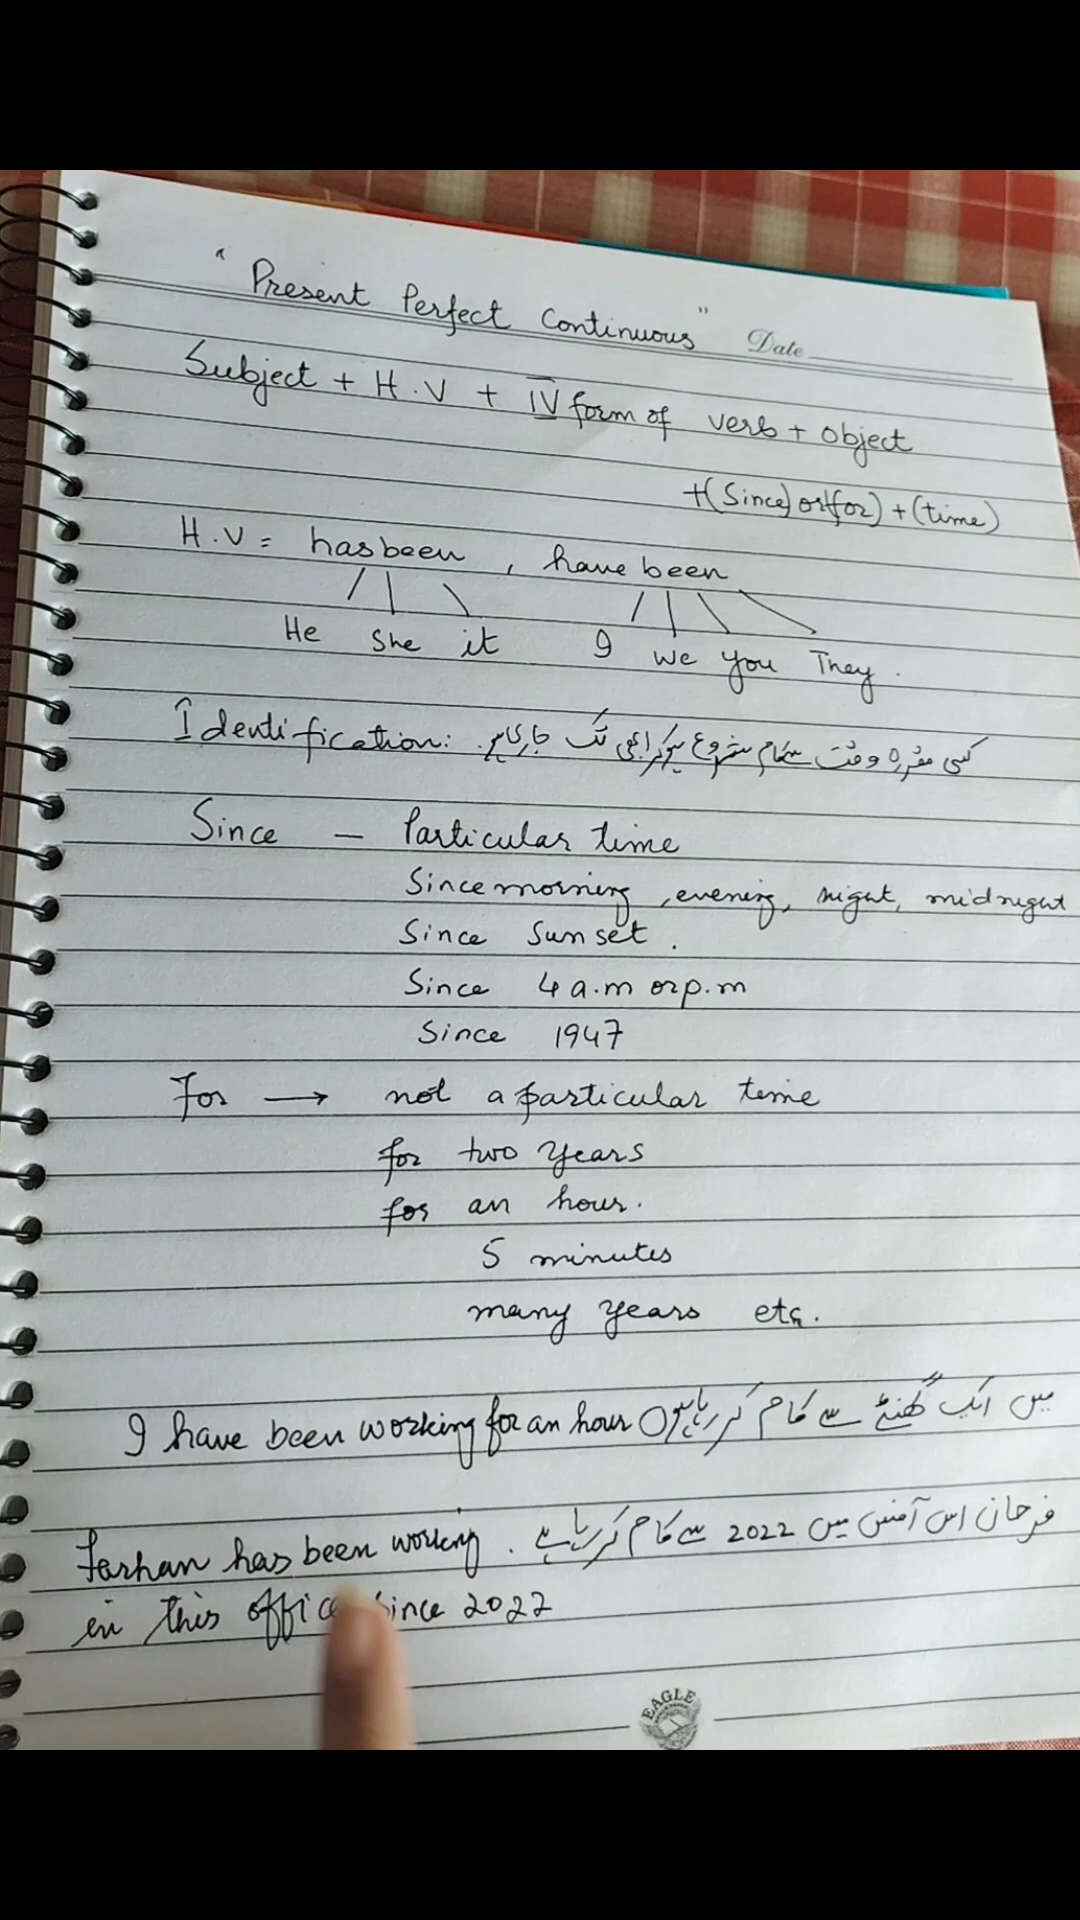 "Present Perfect Continuous"
Date
Subject + H.V + IV form of verb + object
+(Since) or (for) + (time)
H.V = has been, have been
He She it I we you They.
Identification: کسی مقررہ وقت سے کام شروع ہو کر ابھی تک جاری ہے۔
Since – Particular time
Since morning, evening, night, midnight
Since Sunset.
Since 4 a.m or p.m
Since 1947
For → not a particular time
for two years
for an hour.
5 minutes
many years etc.
I have been working for an hour میں ایک گھنٹے سے کام کر رہا ہوں
Farhan has been working. فرحان اس آفس میں 2022 سے کام کر رہا ہے
in this office since 2022
EAGLE